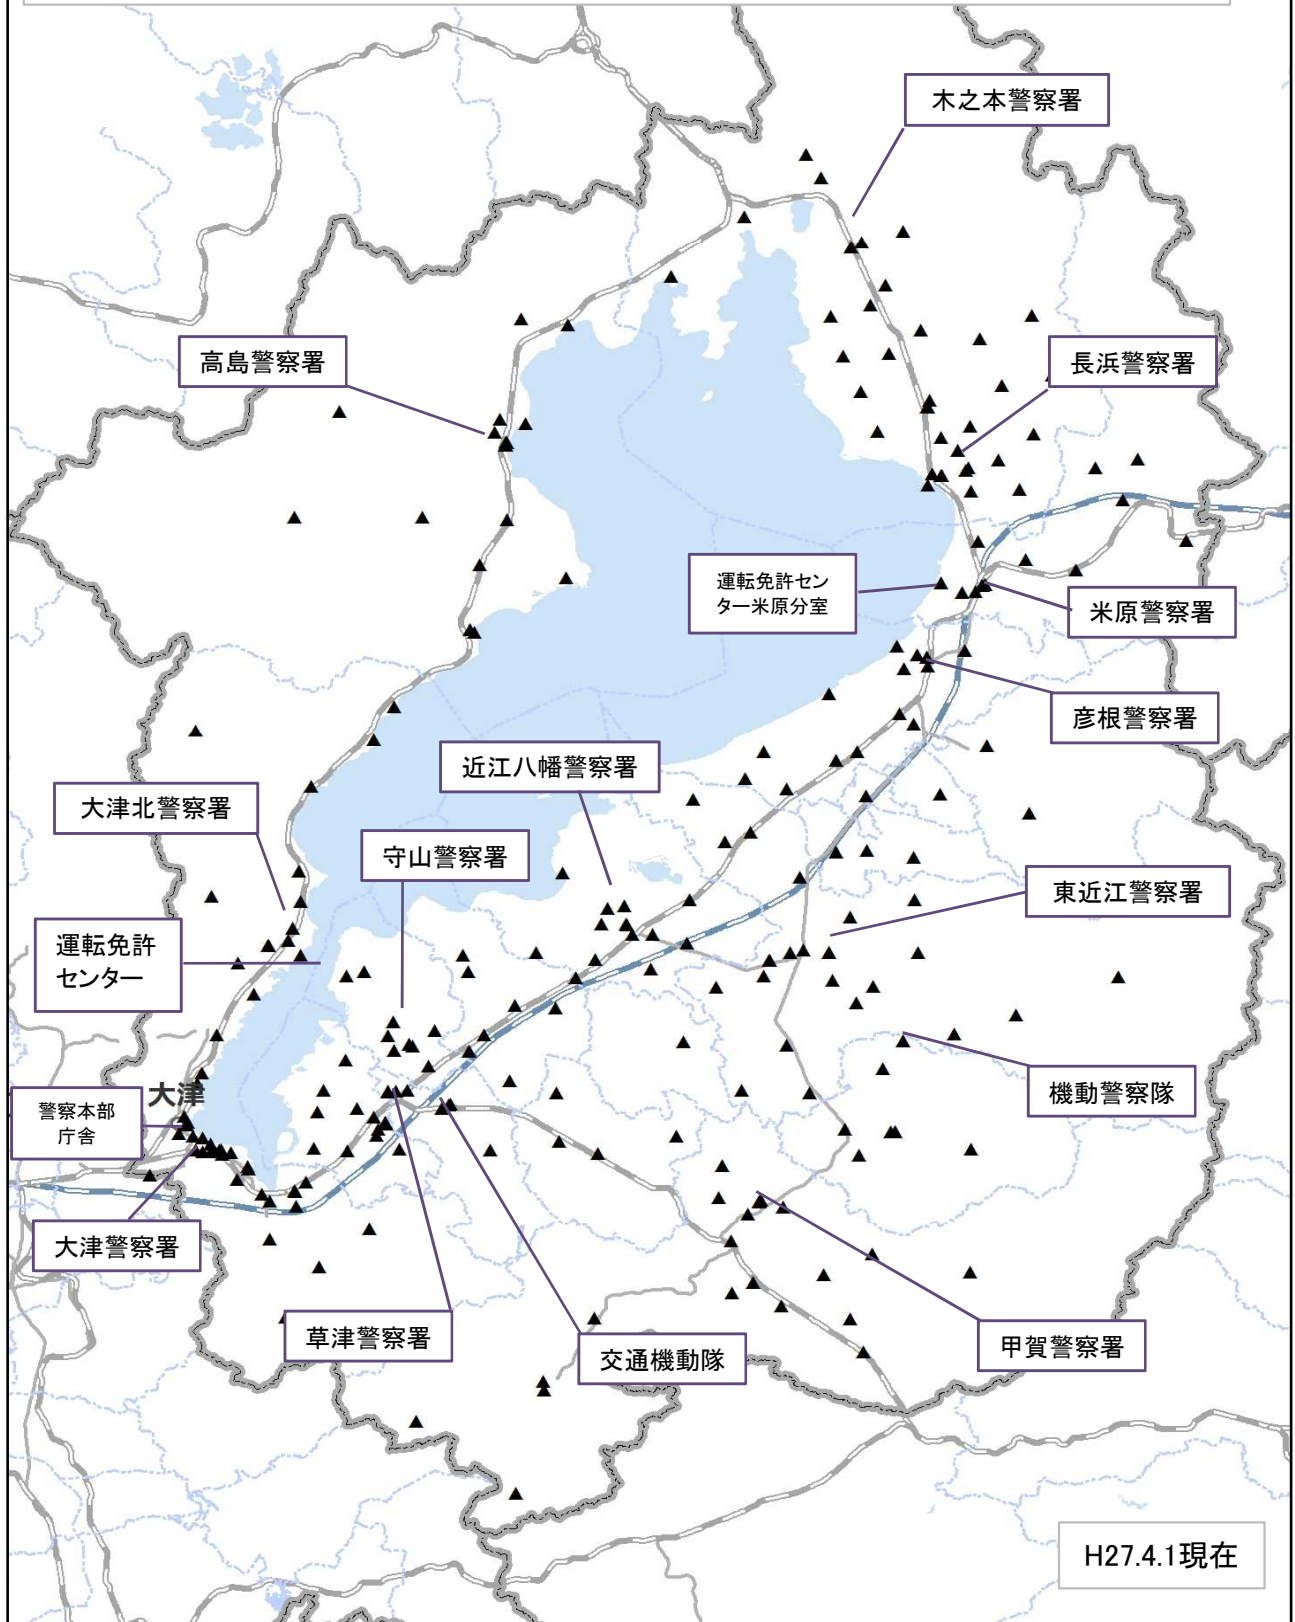 木之本警察署
高島警察署
長浜警察署
運転免許セン
ター米原分室
米原警察署
彦根警察署
近江八幡警察署
大津北警察署
守山警察署
東近江警察署
運転免許
センター
機動警察隊
大津
警察本部
庁舎
大津警察署
草津警察署
交通機動隊
甲賀警察署
H27.4.1現在